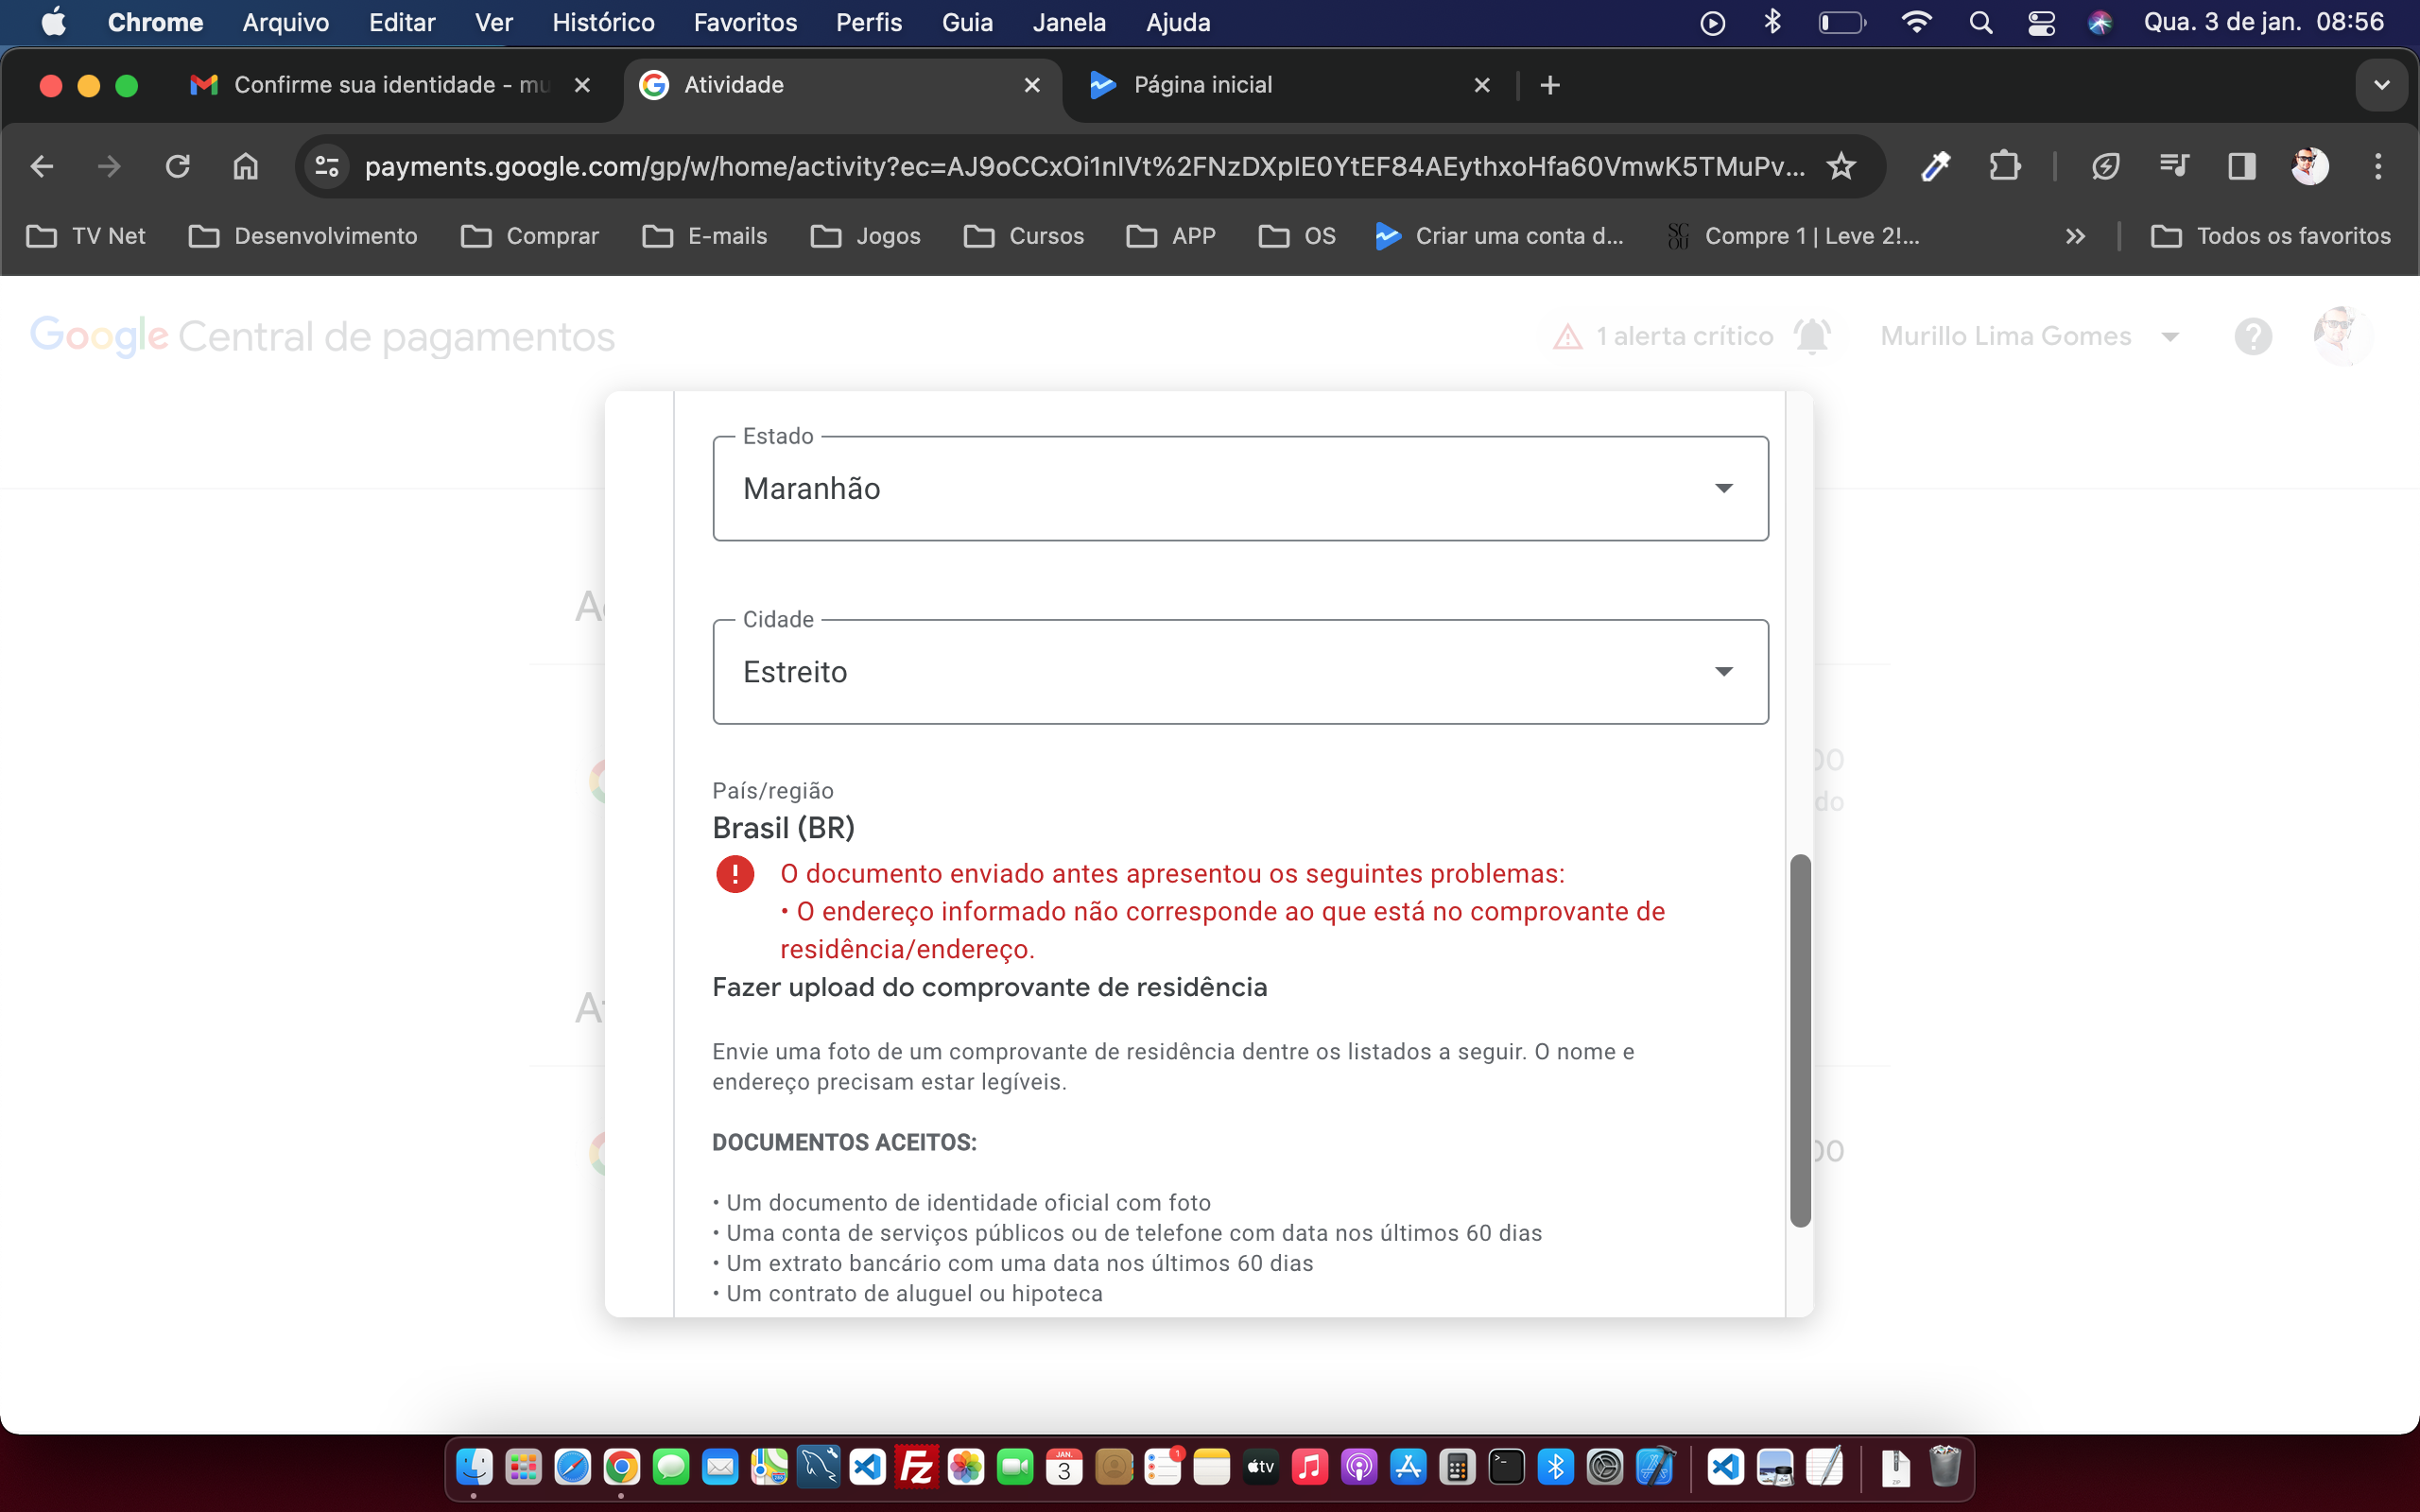 Chrome Arquivo Editar Ver Histórico Favoritos Perfis Guia Janela Ajuda Qua. 3 de jan. 08:56
Confirme sua identidade - mu Atividade Página inicial
payments.google.com/gp/w/home/activity?ec=AJ9oCCxOi1nIVt%2FNzDXpIE0YtEF84AEythxoHfa60VmwK5TMuPv...
TV Net Desenvolvimento Comprar E-mails Jogos Cursos APP OS Criar uma conta d... Compre 1 | Leve 2!... Todos os favoritos
Google Central de pagamentos 1 alerta crítico Murillo Lima Gomes
Estado
Maranhão
Cidade
Estreito
País/região
Brasil (BR)
O documento enviado antes apresentou os seguintes problemas:
• O endereço informado não corresponde ao que está no comprovante de
residência/endereço.
Fazer upload do comprovante de residência
Envie uma foto de um comprovante de residência dentre os listados a seguir. O nome e
endereço precisam estar legíveis.
DOCUMENTOS ACEITOS:
• Um documento de identidade oficial com foto
• Uma conta de serviços públicos ou de telefone com data nos últimos 60 dias
• Um extrato bancário com uma data nos últimos 60 dias
• Um contrato de aluguel ou hipoteca
JAN.
3
1
tv
ZIP